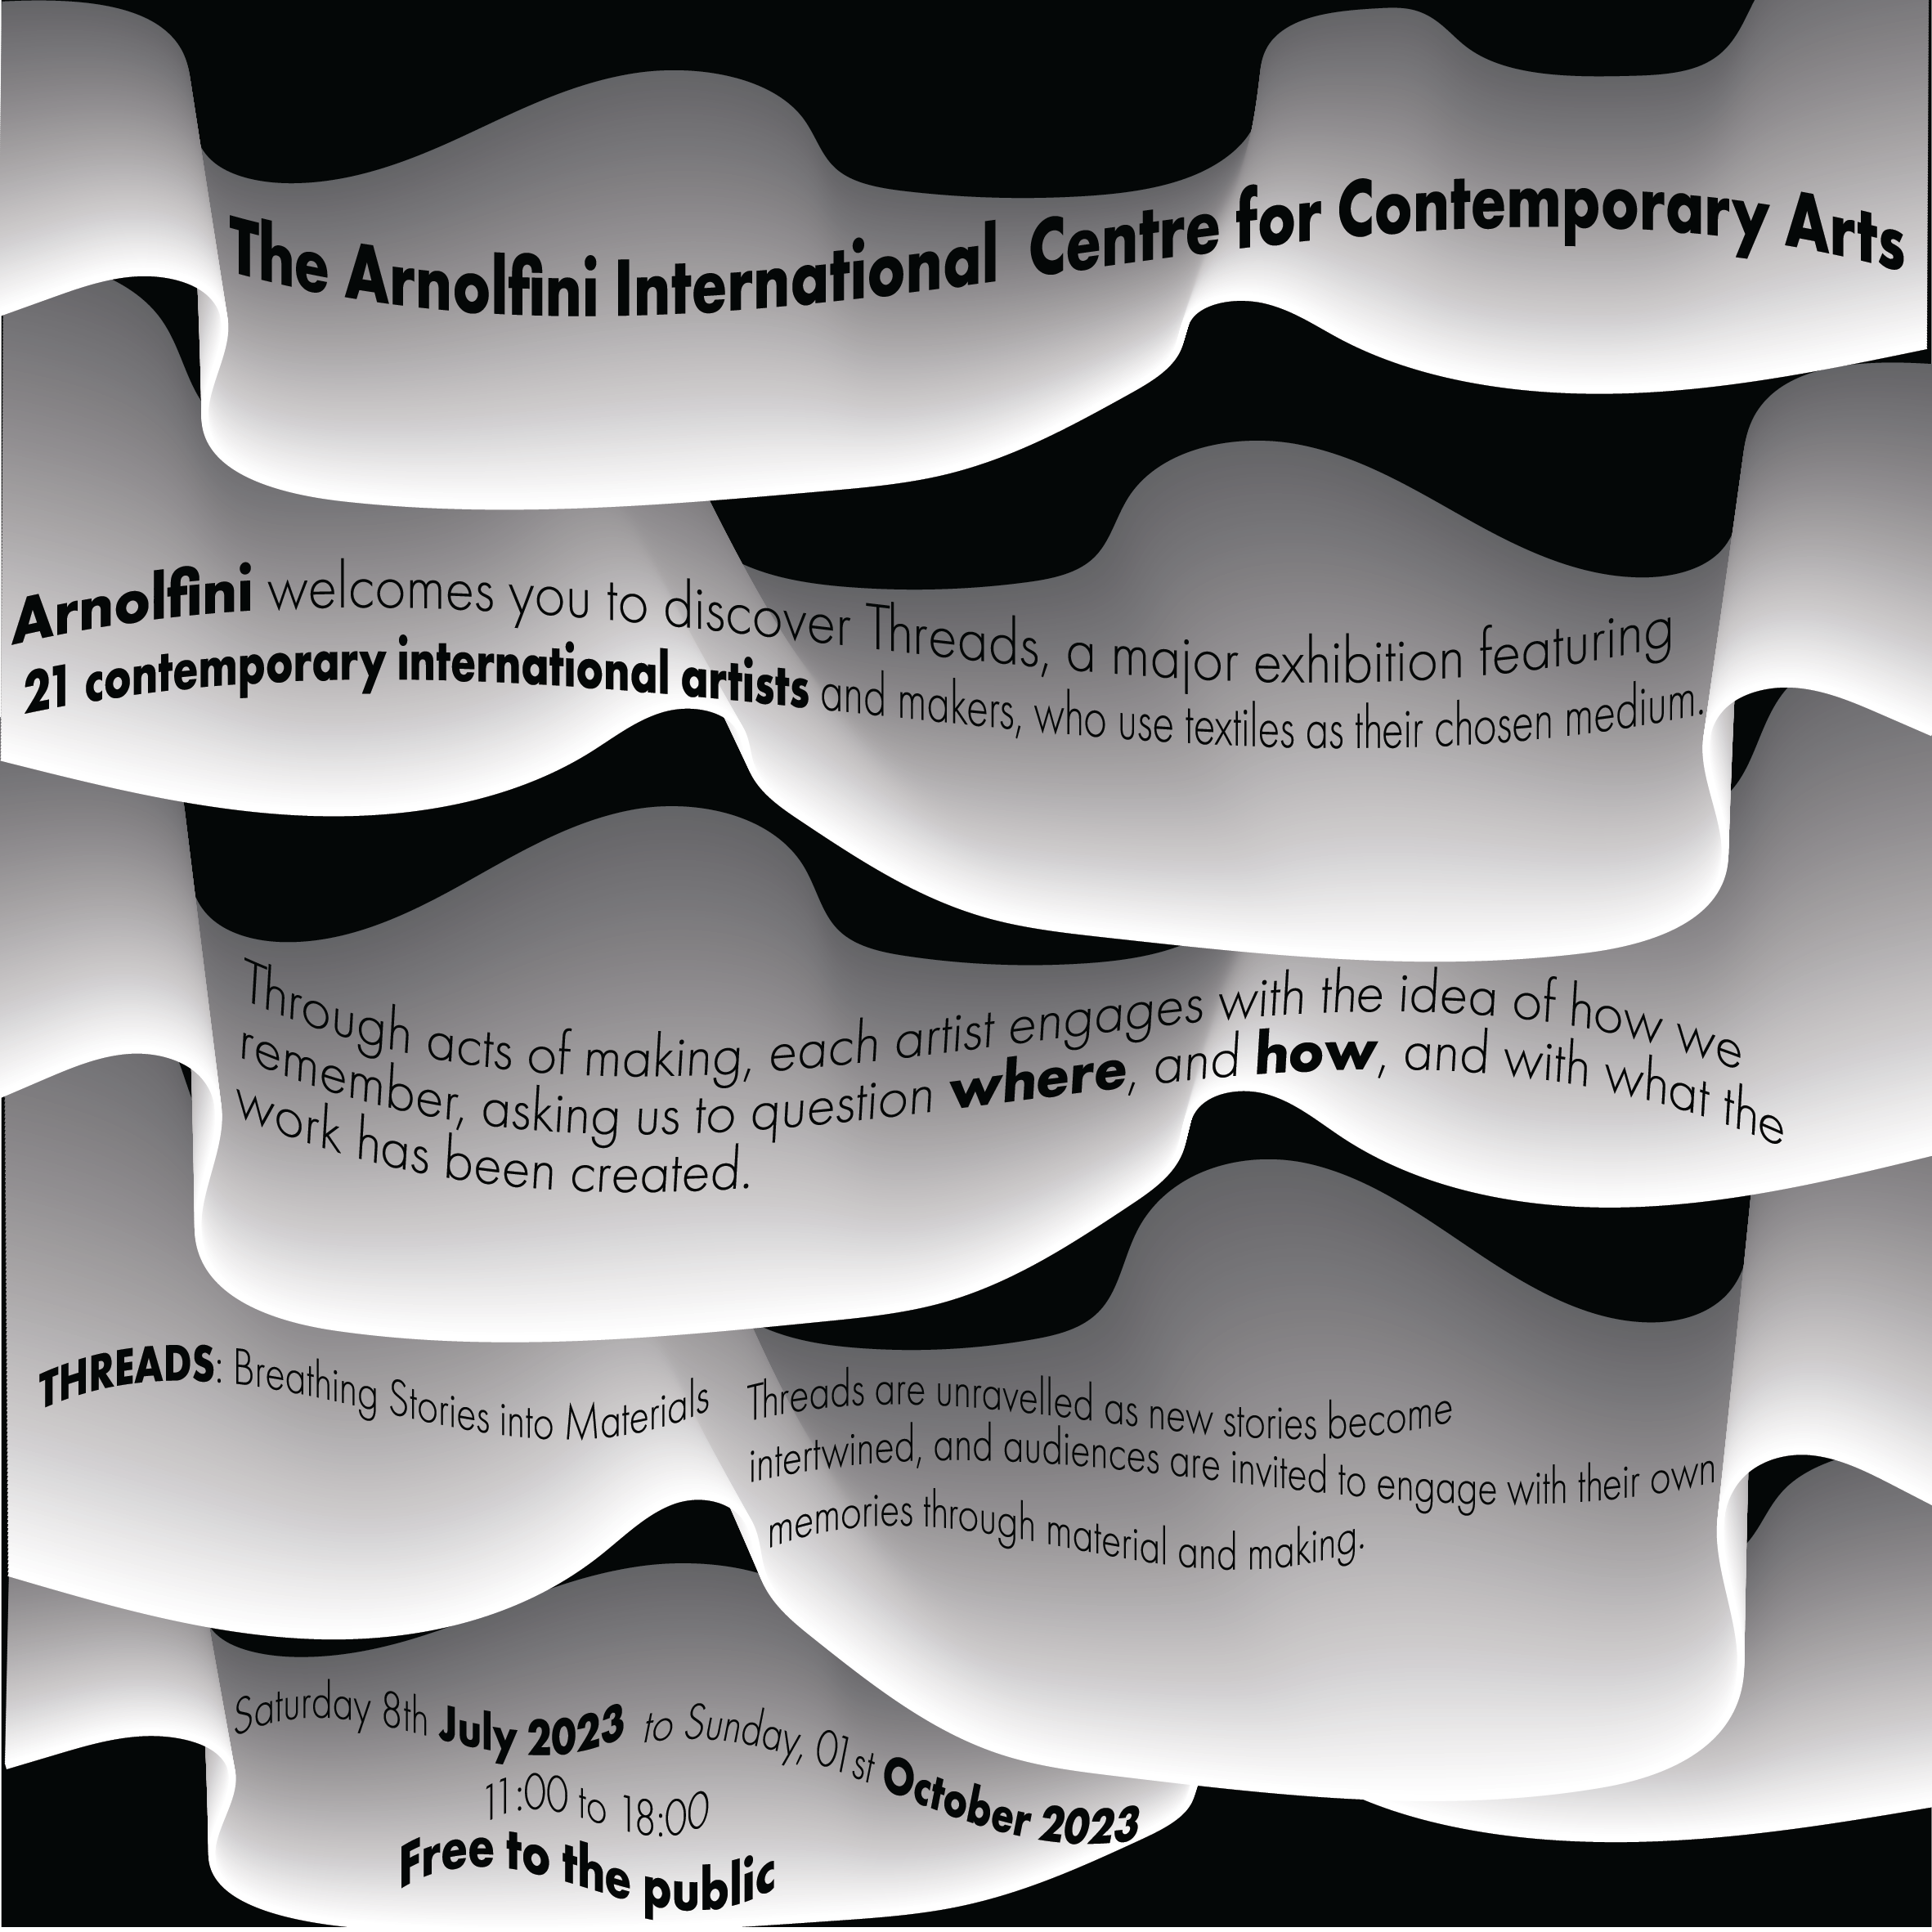 The Arnolfini International Centre for Contemporary Arts
Arnolfini welcomes you to discover Threads, a major exhibition featuring
21 contemporary international artists and makers, who use textiles as their chosen medium.
Through acts of making, each artist engages with the idea of how we
remember, asking us to question where, and how, and with what the
work has been created.
THREADS: Breathing Stories into Materials
Threads are unravelled as new stories become
intertwined, and audiences are invited to engage with their own
memories through material and making.
Saturday 8th July 2023 to Sunday, 01st October 2023
11:00 to 18:00
Free to the public